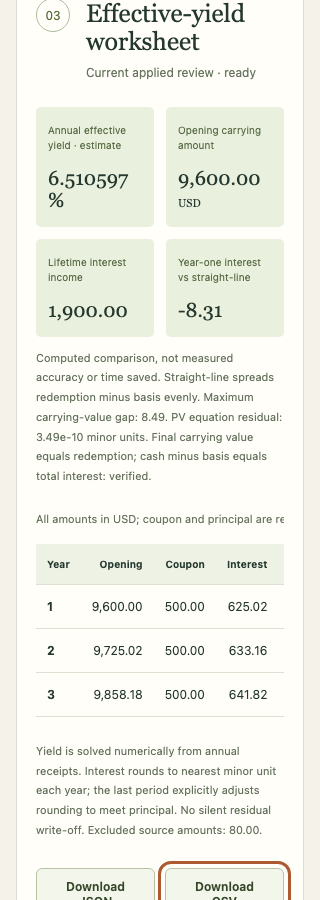 03
Effective-yield
worksheet
Current applied review · ready
Annual effective
yield · estimate
6.510597
%
Opening carrying
amount
9,600.00
USD
Lifetime interest
income
1,900.00
Year-one interest
vs straight-line
-8.31
Computed comparison, not measured
accuracy or time saved. Straight-line spreads
redemption minus basis evenly. Maximum
carrying-value gap: 8.49. PV equation residual:
3.49e-10 minor units. Final carrying value
equals redemption; cash minus basis equals
total interest: verified.
All amounts in USD; coupon and principal are re
Year Opening Coupon Interest
1 9,600.00 500.00 625.02
2 9,725.02 500.00 633.16
3 9,858.18 500.00 641.82
Yield is solved numerically from annual
receipts. Interest rounds to nearest minor unit
each year; the last period explicitly adjusts
rounding to meet principal. No silent residual
write-off. Excluded source amounts: 80.00.
Download
JSON
Download
CSV